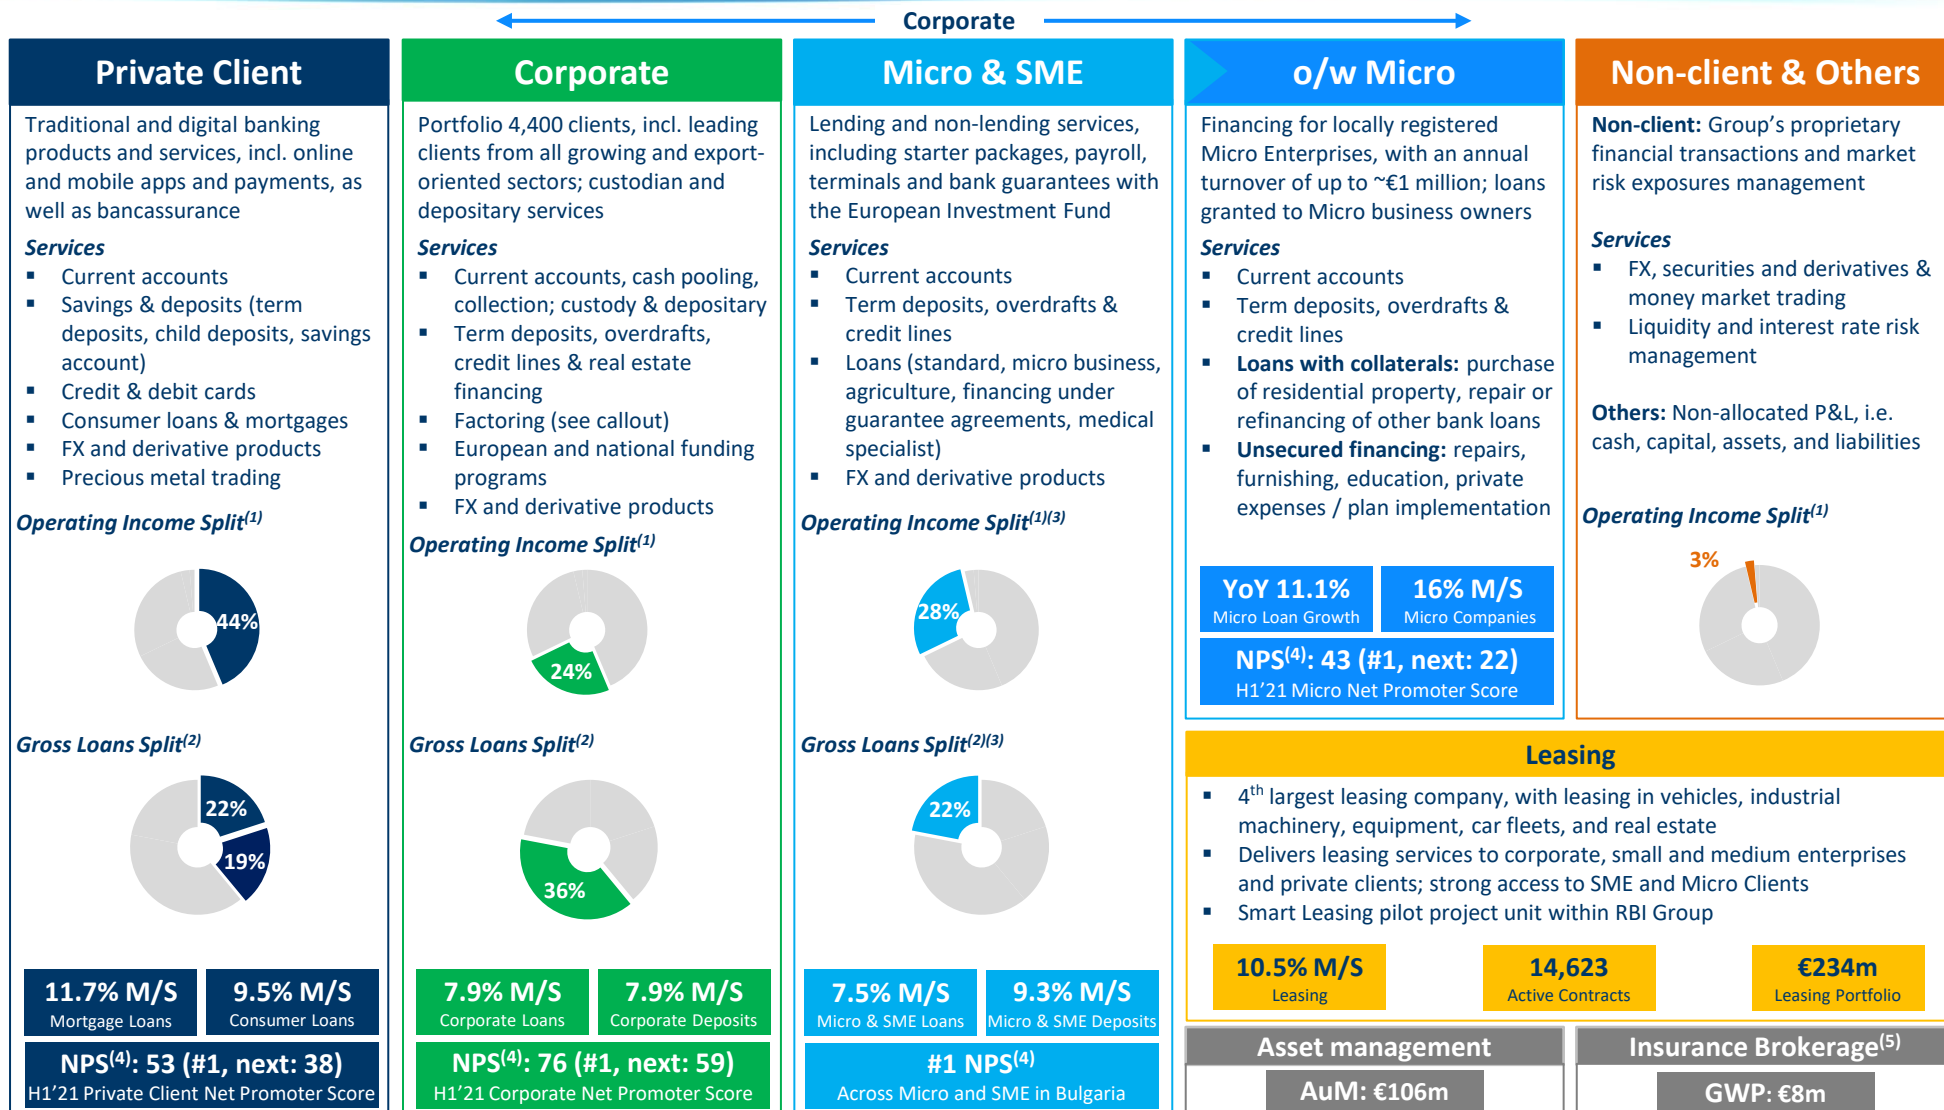 Corporate
Private Client
Traditional and digital banking
products and services, incl. online
and mobile apps and payments, as
well as bancassurance
Services
▪ Current accounts
▪ Savings & deposits (term
deposits, child deposits, savings
account)
▪ Credit & debit cards
▪ Consumer loans & mortgages
▪ FX and derivative products
▪ Precious metal trading
Operating Income Split(1)
44%
Gross Loans Split(2)
22%
19%
11.7% M/S
Mortgage Loans
9.5% M/S
Consumer Loans
NPS(4): 53 (#1, next: 38)
H1'21 Private Client Net Promoter Score
Corporate
Portfolio 4,400 clients, incl. leading
clients from all growing and export-
oriented sectors; custodian and
depositary services
Services
▪ Current accounts, cash pooling,
collection; custody & depositary
▪ Term deposits, overdrafts,
credit lines & real estate
financing
▪ Factoring (see callout)
▪ European and national funding
programs
▪ FX and derivative products
Operating Income Split(1)
24%
Gross Loans Split(2)
36%
7.9% M/S
Corporate Loans
7.9% M/S
Corporate Deposits
NPS(4): 76 (#1, next: 59)
H1'21 Corporate Net Promoter Score
Micro & SME
Lending and non-lending services,
including starter packages, payroll,
terminals and bank guarantees with
the European Investment Fund
Services
▪ Current accounts
▪ Term deposits, overdrafts &
credit lines
▪ Loans (standard, micro business,
agriculture, financing under
guarantee agreements, medical
specialist)
▪ FX and derivative products
Operating Income Split(1)(3)
28%
Gross Loans Split(2)(3)
22%
7.5% M/S
Micro & SME Loans
9.3% M/S
Micro & SME Deposits
#1 NPS(4)
Across Micro and SME in Bulgaria
o/w Micro
Financing for locally registered
Micro Enterprises, with an annual
turnover of up to ~€1 million; loans
granted to Micro business owners
Services
▪ Current accounts
▪ Term deposits, overdrafts &
credit lines
▪ Loans with collaterals: purchase
of residential property, repair or
refinancing of other bank loans
▪ Unsecured financing: repairs,
furnishing, education, private
expenses / plan implementation
YoY 11.1%
Micro Loan Growth
16% M/S
Micro Companies
NPS(4): 43 (#1, next: 22)
H1'21 Micro Net Promoter Score
Non-client & Others
Non-client: Group's proprietary
financial transactions and market
risk exposures management
Services
▪ FX, securities and derivatives &
money market trading
▪ Liquidity and interest rate risk
management
Others: Non-allocated P&L, i.e.
cash, capital, assets, and liabilities
Operating Income Split(1)
3%
Leasing
▪ 4th largest leasing company, with leasing in vehicles, industrial
machinery, equipment, car fleets, and real estate
▪ Delivers leasing services to corporate, small and medium enterprises
and private clients; strong access to SME and Micro Clients
▪ Smart Leasing pilot project unit within RBI Group
10.5% M/S
Leasing
14,623
Active Contracts
€234m
Leasing Portfolio
Asset management
AuM: €106m
Insurance Brokerage(5)
GWP: €8m